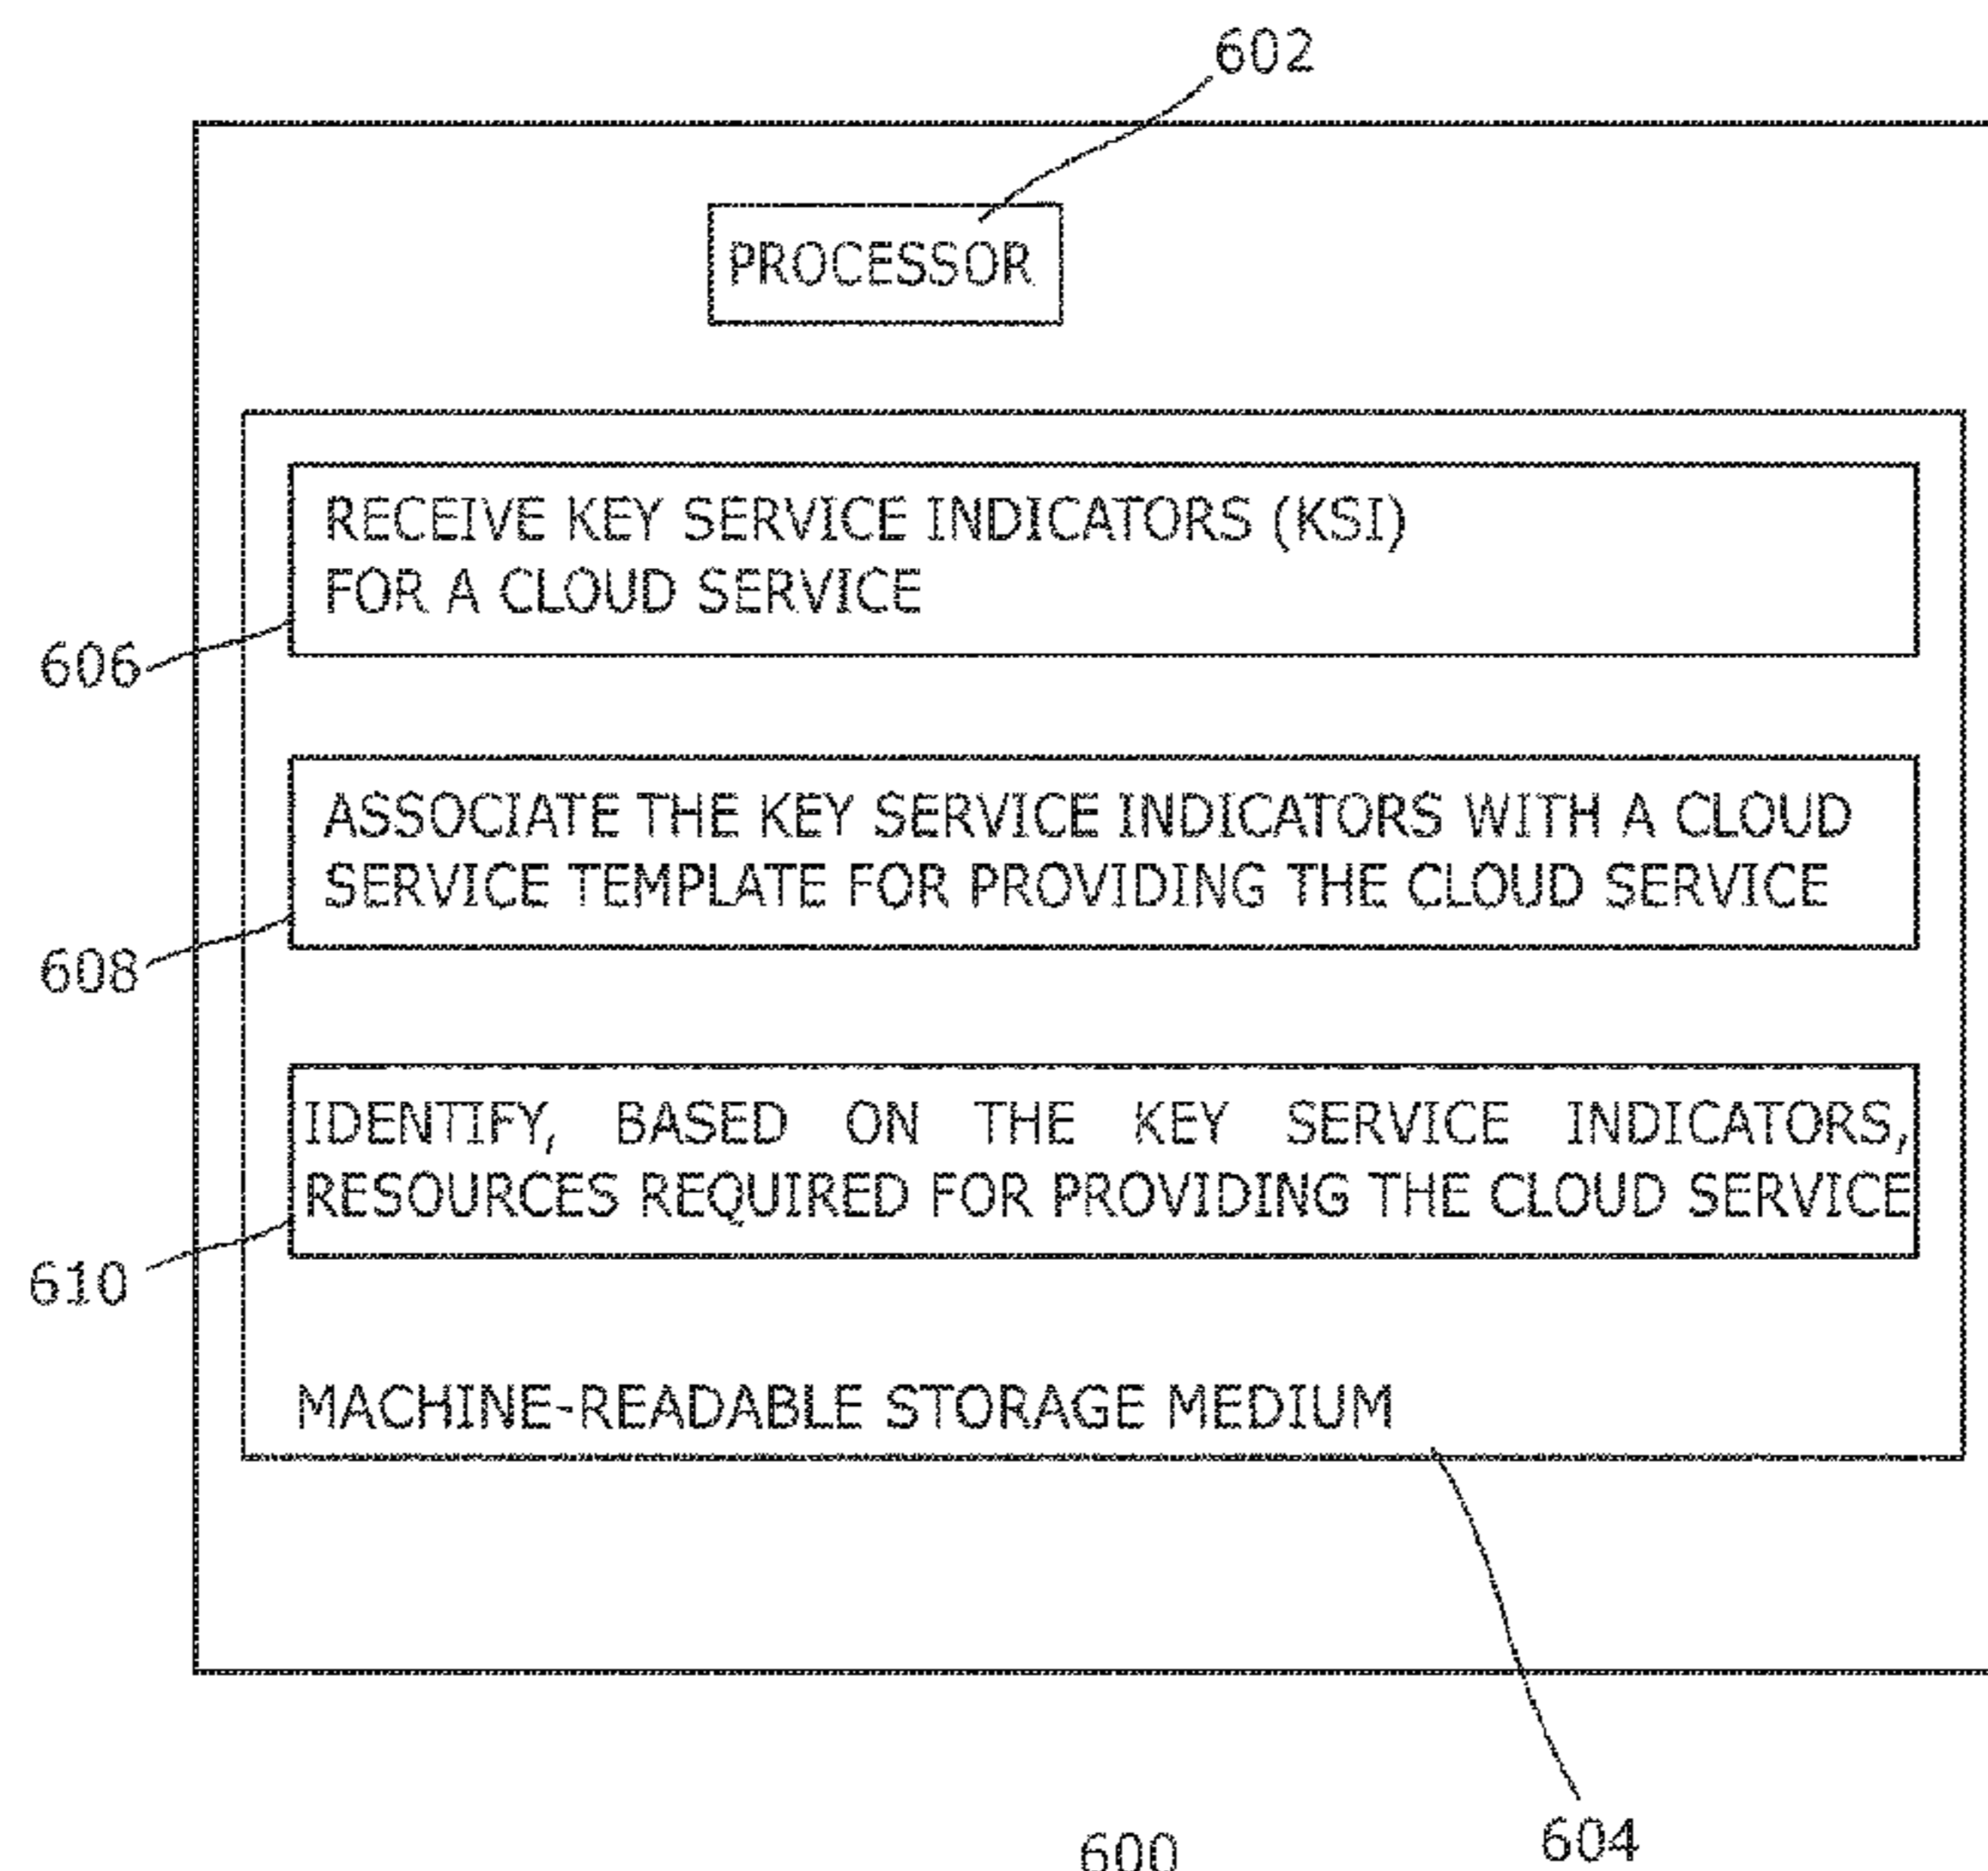 602
PROCESSOR
RECEIVE KEY SERVICE INDICATORS (KSI)
FOR A CLOUD SERVICE
606
ASSOCIATE THE KEY SERVICE INDICATORS WITH A CLOUD
SERVICE TEMPLATE FOR PROVIDING THE CLOUD SERVICE
608
IDENTIFY, BASED ON THE KEY SERVICE INDICATORS,
RESOURCES REQUIRED FOR PROVIDING THE CLOUD SERVICE
610
MACHINE-READABLE STORAGE MEDIUM
604
600